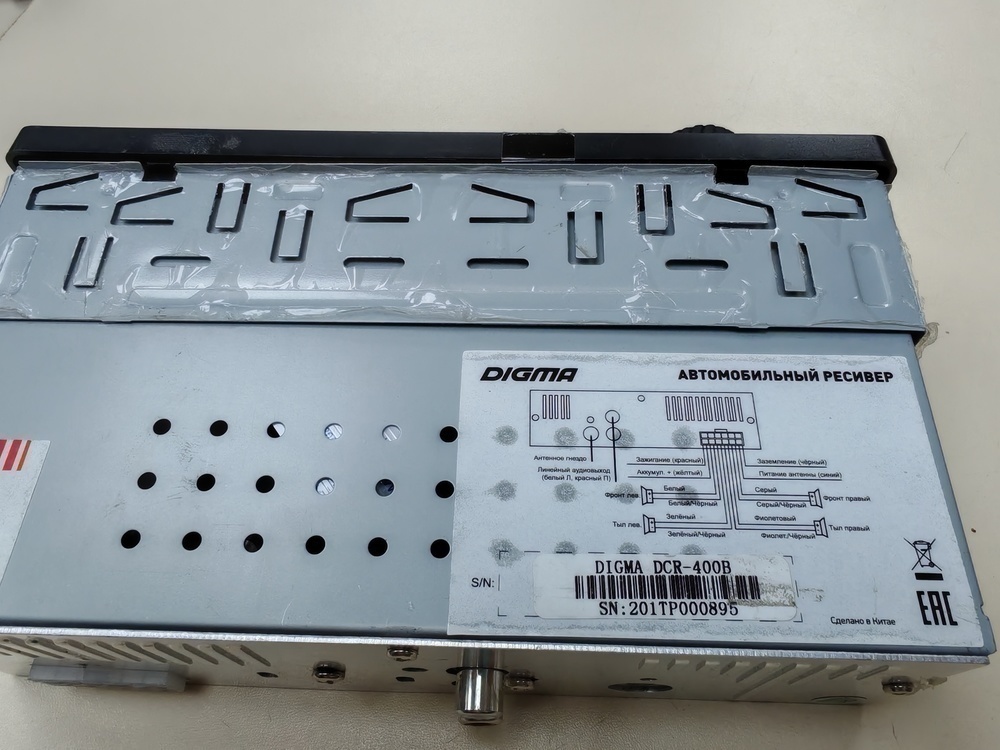 DIGMA
АВТОМОБИЛЬНЫЙ РЕСИВЕР
Антенное гнездо
Линейный аудиовыход
(белый Л, красный П)
Зажигание (красный)
Аккумул. + (жёлтый)
Заземление (чёрный)
Питание антенны (синий)
Фронт лев.
Белый
Белый/Чёрный
Серый
Серый/Чёрный
Фронт правый
Тыл лев.
Зелёный
Зелёный/Чёрный
Фиолетовый
Фиолет./Чёрный
Тыл правый
S/N:
DIGMA DCR-400B
SN:201TP000895
Сделано в Китае
EAC